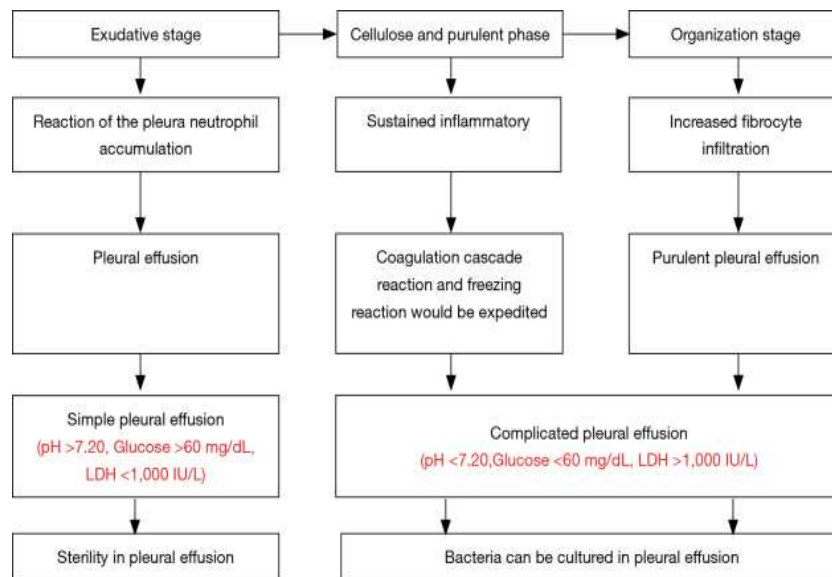 Exudative stage
Cellulose and purulent phase
Organization stage
Reaction of the pleura neutrophil
accumulation
Sustained inflammatory
Increased fibrocyte
infiltration
Pleural effusion
Coagulation cascade
reaction and freezing
reaction would be expedited
Purulent pleural effusion
Simple pleural effusion
(pH >7.20, Glucose >60 mg/dL,
LDH <1,000 IU/L)
Complicated pleural effusion
(pH <7.20,Glucose <60 mg/dL, LDH >1,000 IU/L)
Sterility in pleural effusion
Bacteria can be cultured in pleural effusion